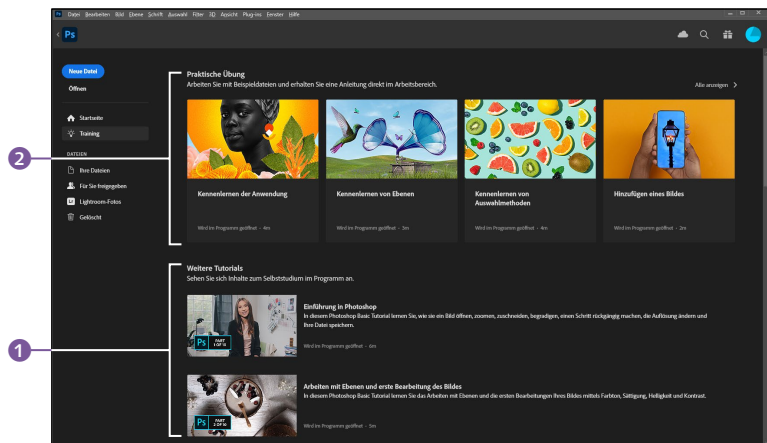 Ps Datei Bearbeiten Bild Ebene Schrift Auswahl Filter 3D Ansicht Plug-ins Fenster Hilfe
Ps
Neue Datei
Öffnen
Startseite
Training
DATEIEN
Ihre Dateien
Für Sie freigegeben
Lightroom-Fotos
Gelöscht
2
Praktische Übung
Arbeiten Sie mit Beispieldateien und erhalten Sie eine Anleitung direkt im Arbeitsbereich.
Alle anzeigen
Kennenlernen der Anwendung
Wird im Programm geöffnet • 4m
Kennenlernen von Ebenen
Wird im Programm geöffnet • 5m
Kennenlernen von
Auswahlmethoden
Wird im Programm geöffnet • 4m
Hinzufügen eines Bildes
Wird im Programm geöffnet • 2m
1
Weitere Tutorials
Sehen Sie sich Inhalte zum Selbststudium im Programm an.
Ps PART
1 OF 10
Einführung in Photoshop
In diesem Photoshop Basic Tutorial lernen Sie, wie sie ein Bild öffnen, zoomen, zuschneiden, begradigen, einen Schritt rückgängig machen, die Auflösung ändern und
Ihre Datei speichern.
Wird im Programm geöffnet • 6m
Ps PART
2 OF 10
Arbeiten mit Ebenen und erste Bearbeitung des Bildes
In diesem Photoshop Basic Tutorial lernen Sie das Arbeiten mit Ebenen und die ersten Bearbeitungen Ihres Bildes mittels Farbton, Sättigung, Helligkeit und Kontrast.
Wird im Programm geöffnet • 5m